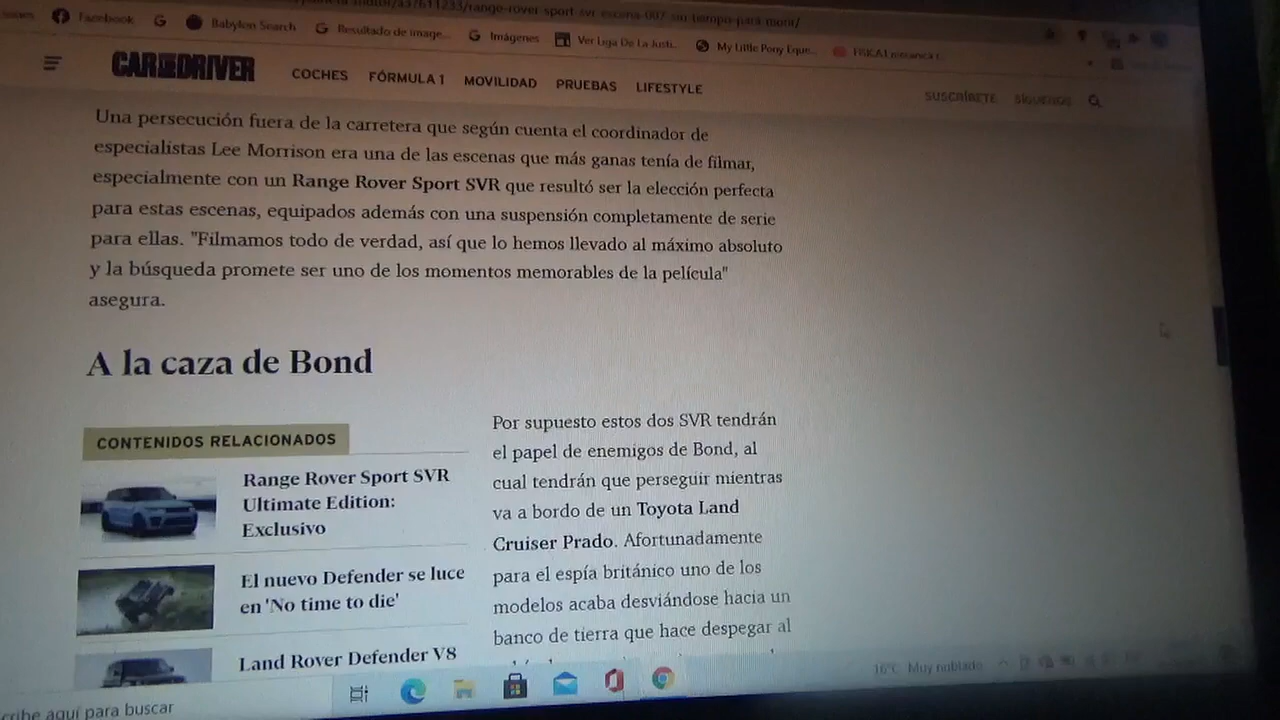 Facebook
Babylon Search
Resultado de image...
Imágenes
Ver Liga De La Justi...
My Little Pony Eque...
CAR AND DRIVER
COCHES FÓRMULA 1 MOVILIDAD PRUEBAS LIFESTYLE
SUSCRÍBETE SÍGUENOS
Una persecución fuera de la carretera que según cuenta el coordinador de
especialistas Lee Morrison era una de las escenas que más ganas tenía de filmar,
especialmente con un Range Rover Sport SVR que resultó ser la elección perfecta
para estas escenas, equipados además con una suspensión completamente de serie
para ellas. "Filmamos todo de verdad, así que lo hemos llevado al máximo absoluto
y la búsqueda promete ser uno de los momentos memorables de la película"
asegura.
A la caza de Bond
CONTENIDOS RELACIONADOS
Range Rover Sport SVR
Ultimate Edition:
Exclusivo
El nuevo Defender se luce
en 'No time to die'
Land Rover Defender V8
Por supuesto estos dos SVR tendrán
el papel de enemigos de Bond, al
cual tendrán que perseguir mientras
va a bordo de un Toyota Land
Cruiser Prado. Afortunadamente
para el espía británico uno de los
modelos acaba desviándose hacia un
banco de tierra que hace despegar al
cribe aquí para buscar
16°C Muy nublado